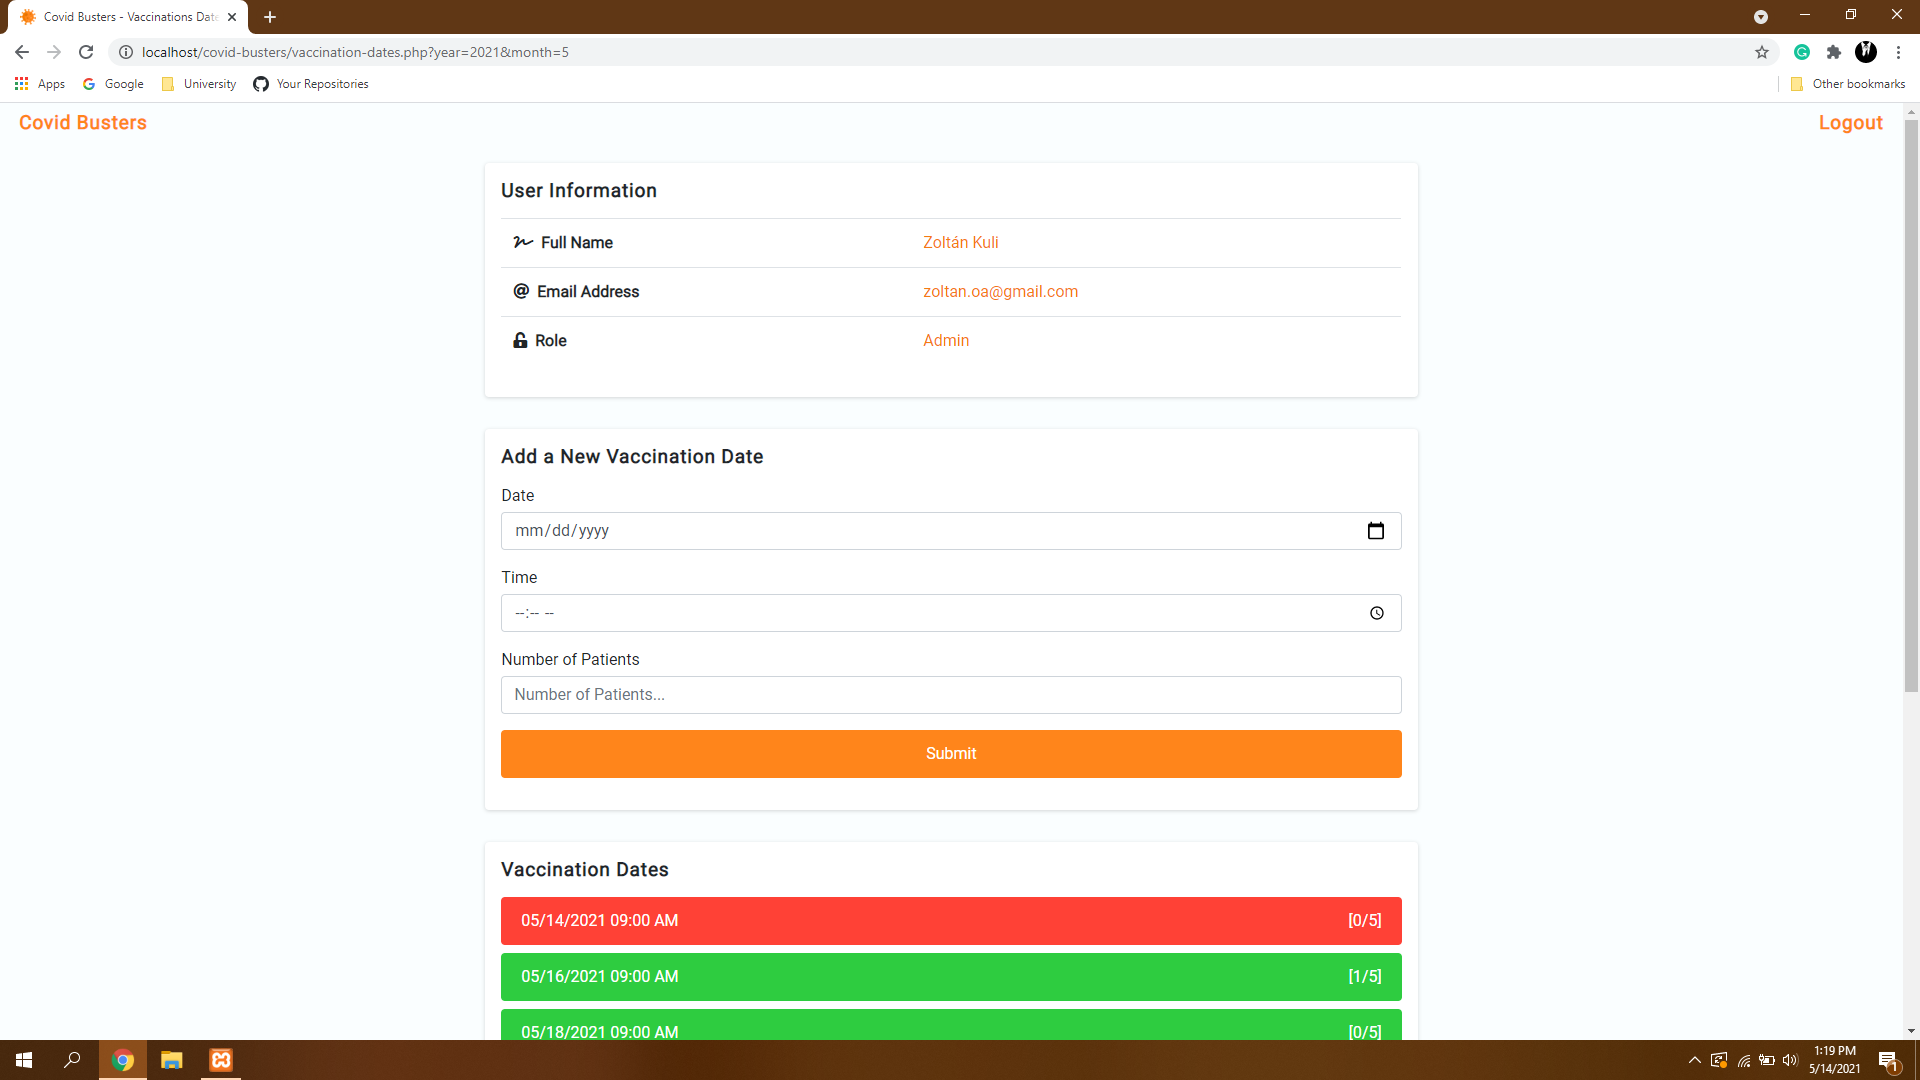 Covid Busters - Vaccinations Date
localhost/covid-busters/vaccination-dates.php?year=2021&month=5
Apps Google University Your Repositories Other bookmarks
Covid Busters Logout
User Information
Full Name Zoltán Kuli
Email Address zoltan.oa@gmail.com
Role Admin
Add a New Vaccination Date
Date
mm/dd/yyyy
Time
--:-- --
Number of Patients
Number of Patients...
Submit
Vaccination Dates
05/14/2021 09:00 AM [0/5]
05/16/2021 09:00 AM [1/5]
05/18/2021 09:00 AM [0/5]
1:19 PM
5/14/2021
1